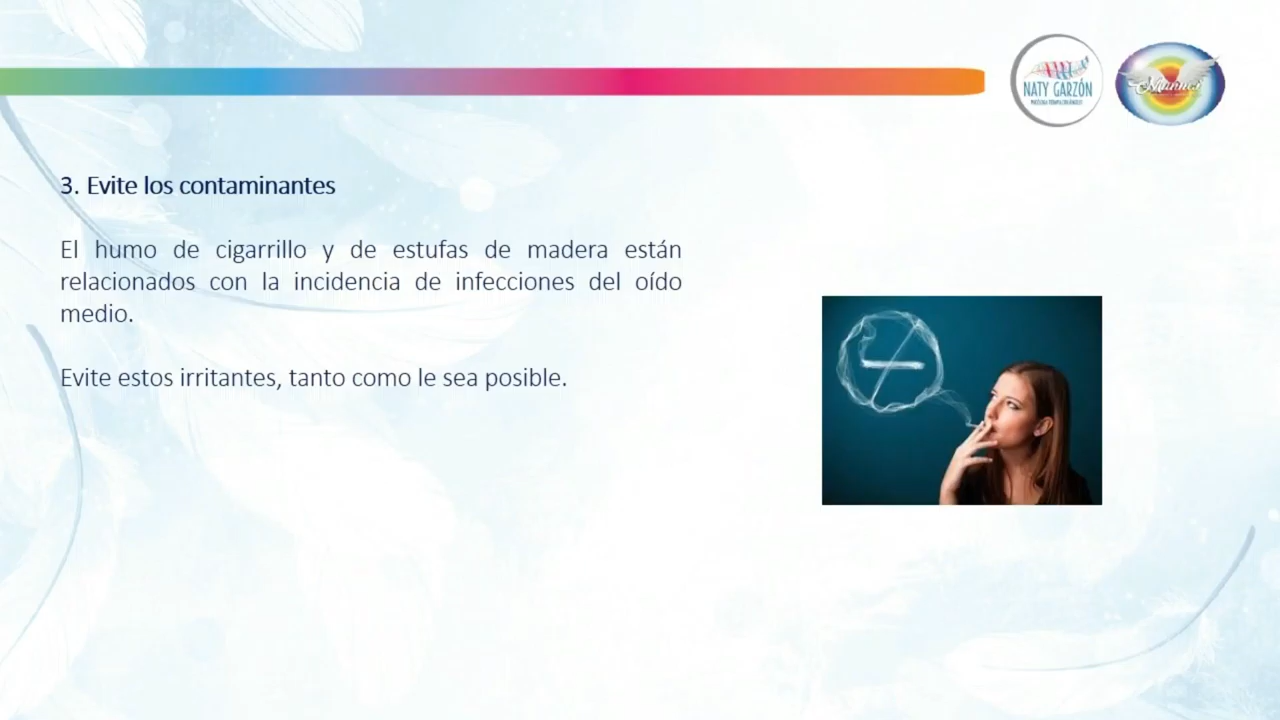 NATY GARZÓN
3. Evite los contaminantes
El humo de cigarrillo y de estufas de madera están
relacionados con la incidencia de infecciones del oído
medio.
Evite estos irritantes, tanto como le sea posible.